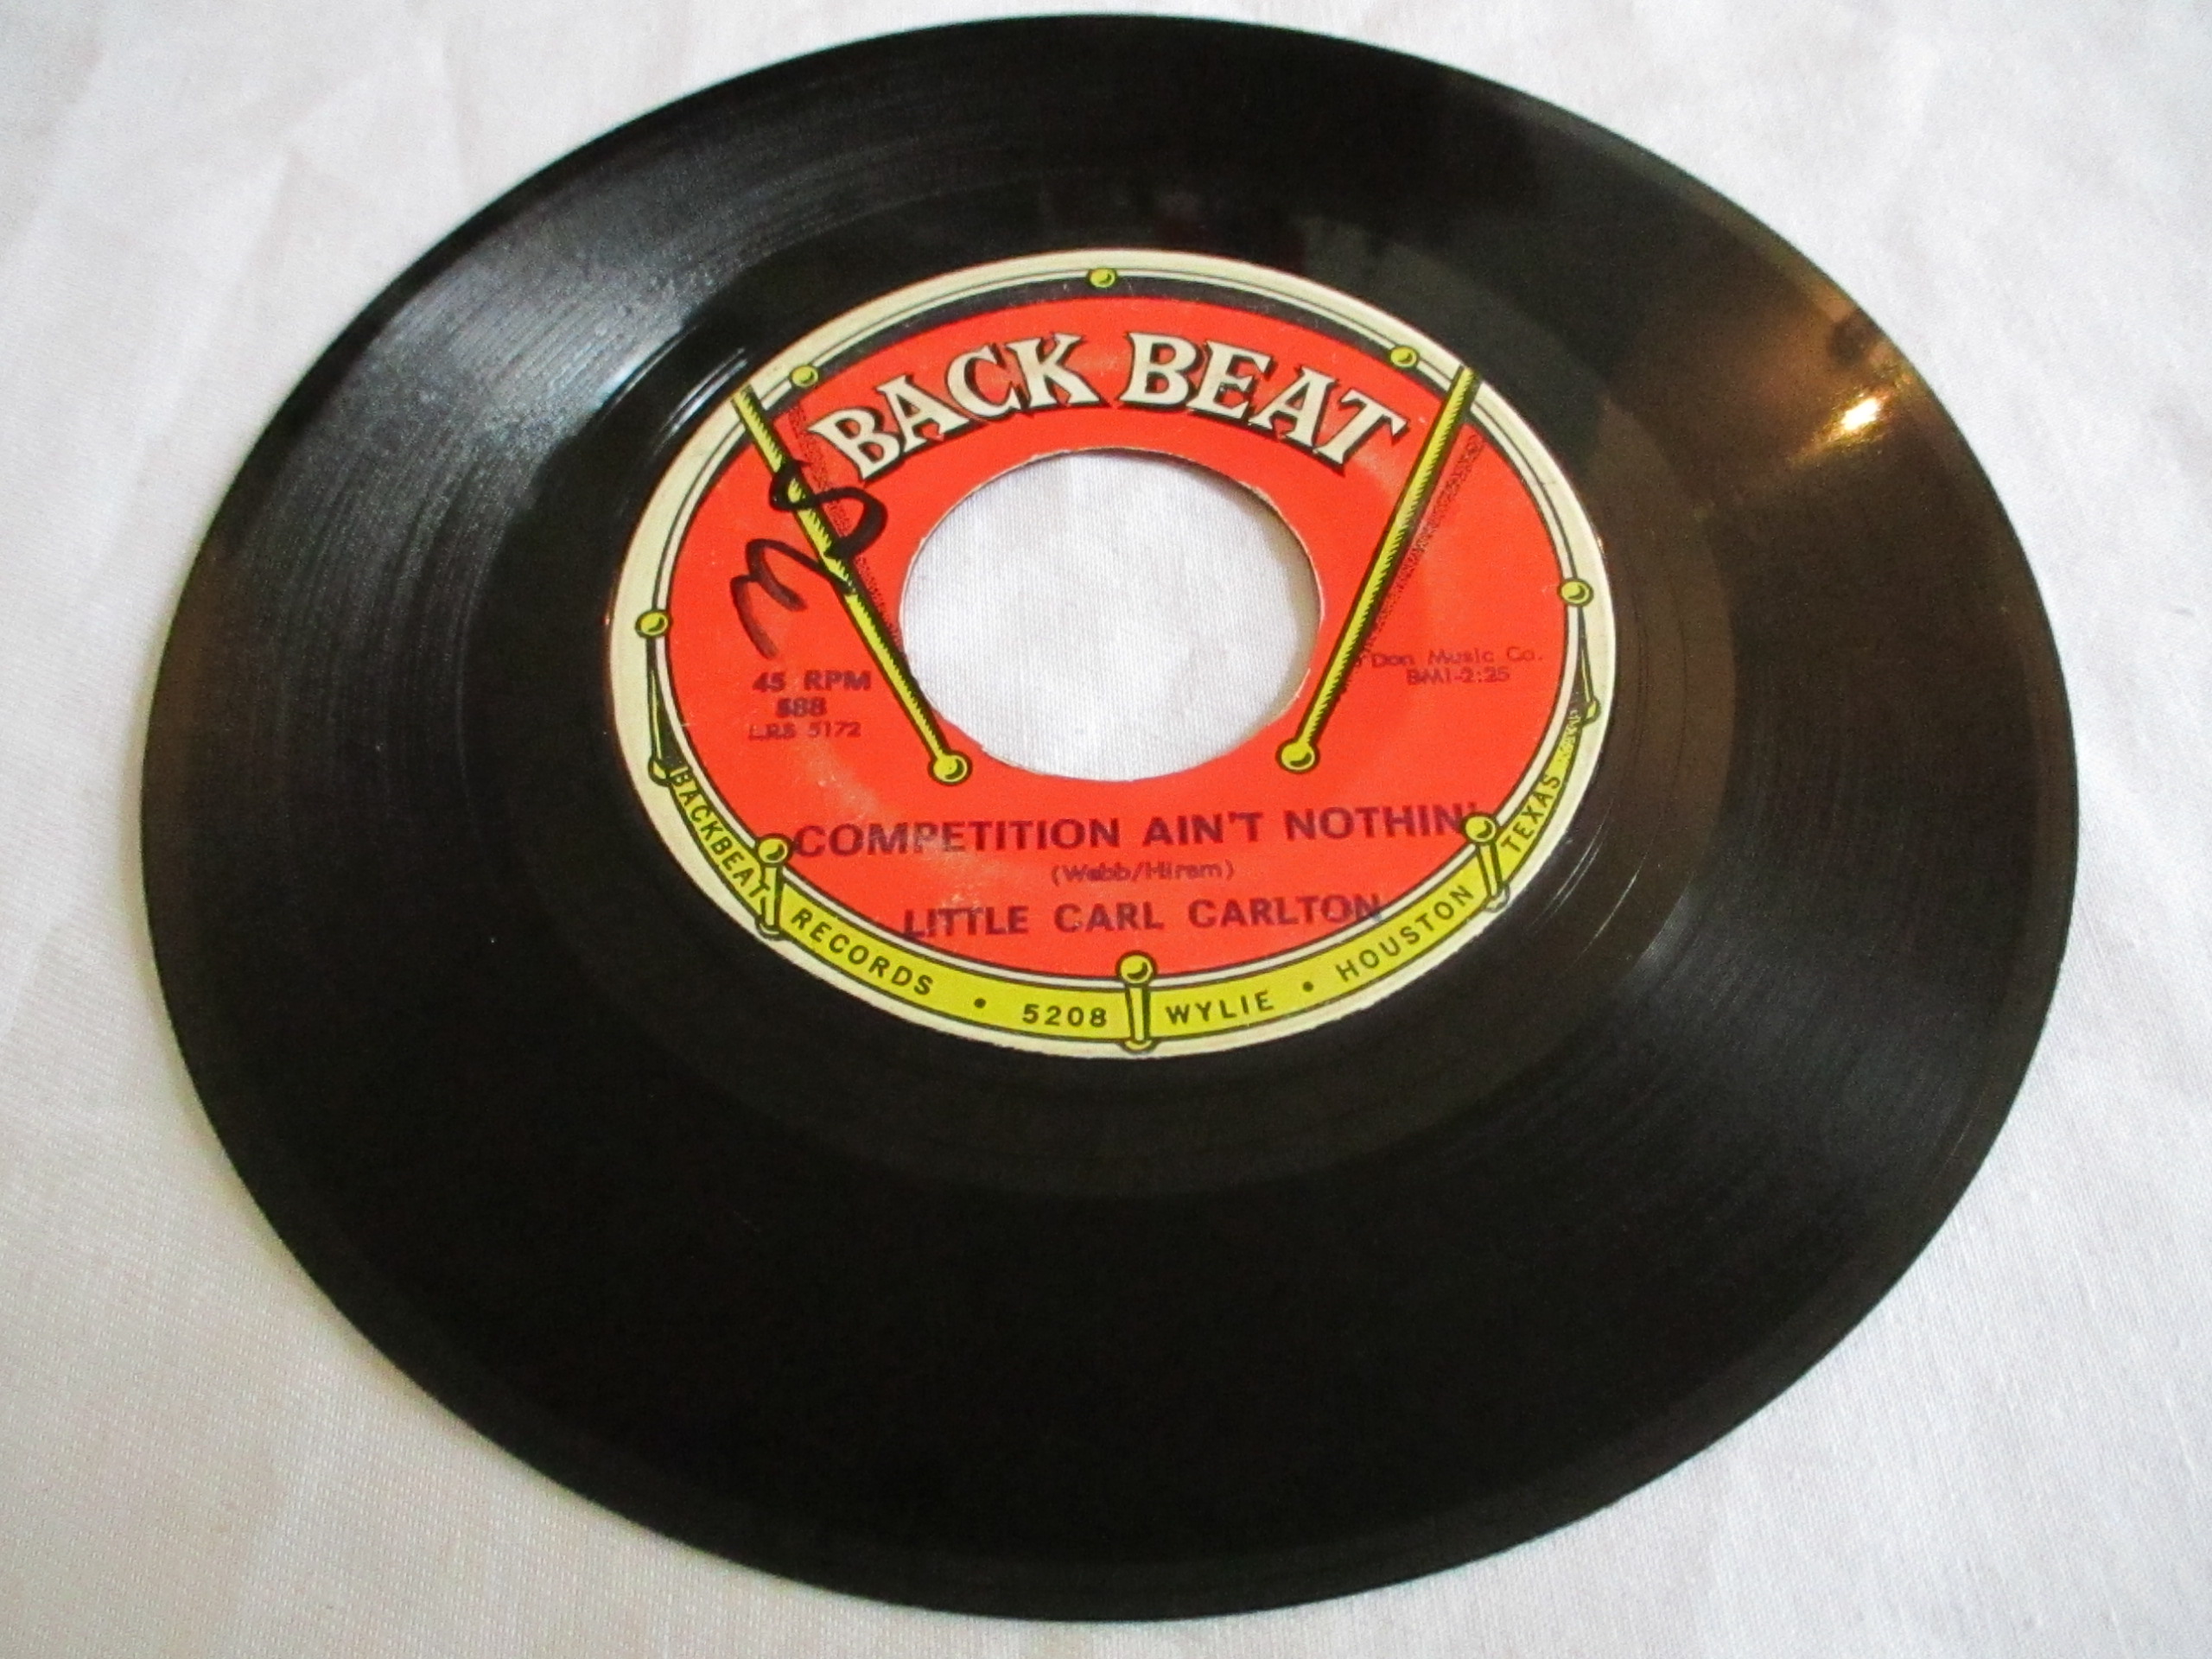 BACK BEAT
45 RPM
588
LRS 5172
Don Music Co.
BMI-2:25
COMPETITION AIN'T NOTHIN'
(Webb/Hiram)
LITTLE CARL CARLTON
BACKBEAT RECORDS • 5208 WYLIE • HOUSTON TEXAS